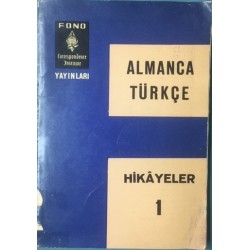 FONO
YAYINLARI
ALMANCA
TÜRKÇE
HİKÂYELER
1